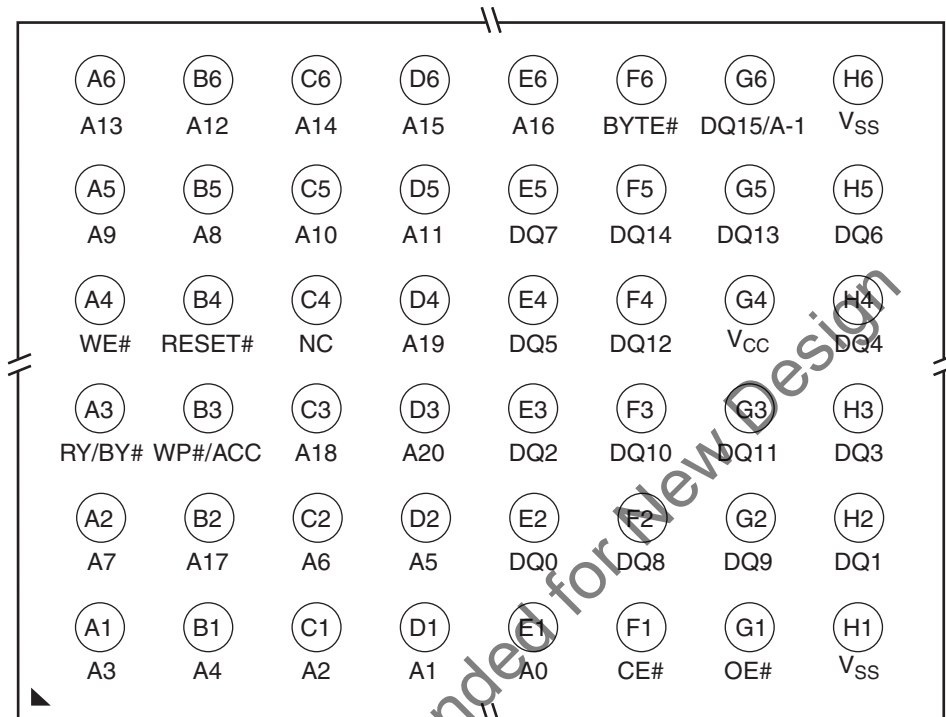 A6 B6 C6 D6 E6 F6 G6 H6
A13 A12 A14 A15 A16 BYTE# DQ15/A-1 VSS
A5 B5 C5 D5 E5 F5 G5 H5
A9 A8 A10 A11 DQ7 DQ14 DQ13 DQ6
A4 B4 C4 D4 E4 F4 G4 H4
WE# RESET# NC A19 DQ5 DQ12 VCC DQ4
A3 B3 C3 D3 E3 F3 G3 H3
RY/BY# WP#/ACC A18 A20 DQ2 DQ10 DQ11 DQ3
A2 B2 C2 D2 E2 F2 G2 H2
A7 A17 A6 A5 DQ0 DQ8 DQ9 DQ1
A1 B1 C1 D1 E1 F1 G1 H1
A3 A4 A2 A1 A0 CE# OE# VSS
nded for New Design